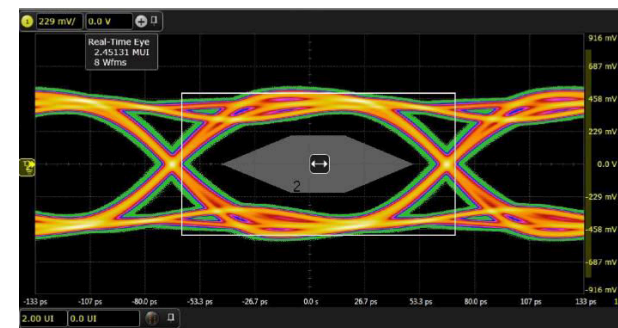 229 mV/ 0.0 V
Real-Time Eye
2.45131 MUI
8 Wfms
916 mV
687 mV
458 mV
229 mV
0.0 V
-229 mV
-458 mV
-687 mV
-916 mV
2
-133 ps -107 ps -80.0 ps -53.3 ps -26.7 ps 0.0 s 26.7 ps 53.3 ps 80.0 ps 107 ps 133 ps
2.00 UI 0.0 UI